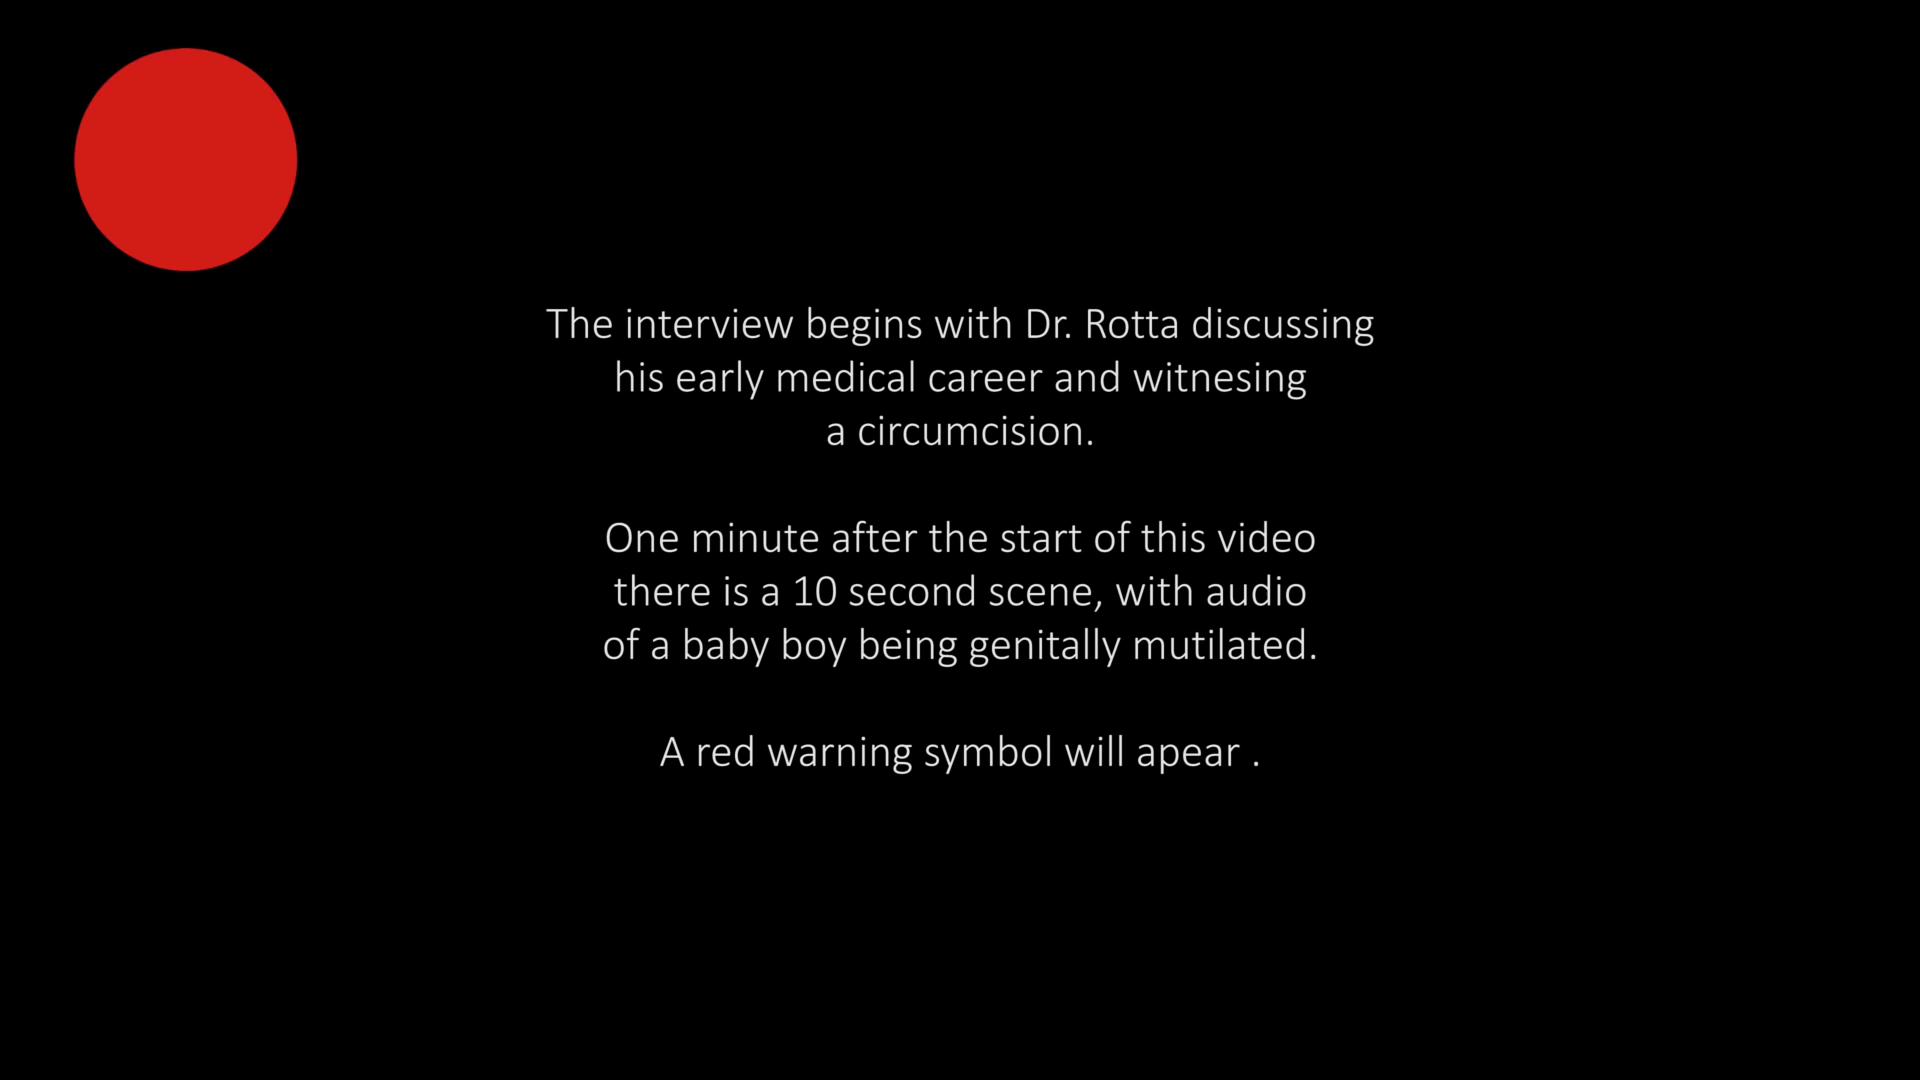 The interview begins with Dr. Rotta discussing
his early medical career and witnesing
a circumcision.
One minute after the start of this video
there is a 10 second scene, with audio
of a baby boy being genitally mutilated.
A red warning symbol will apear .